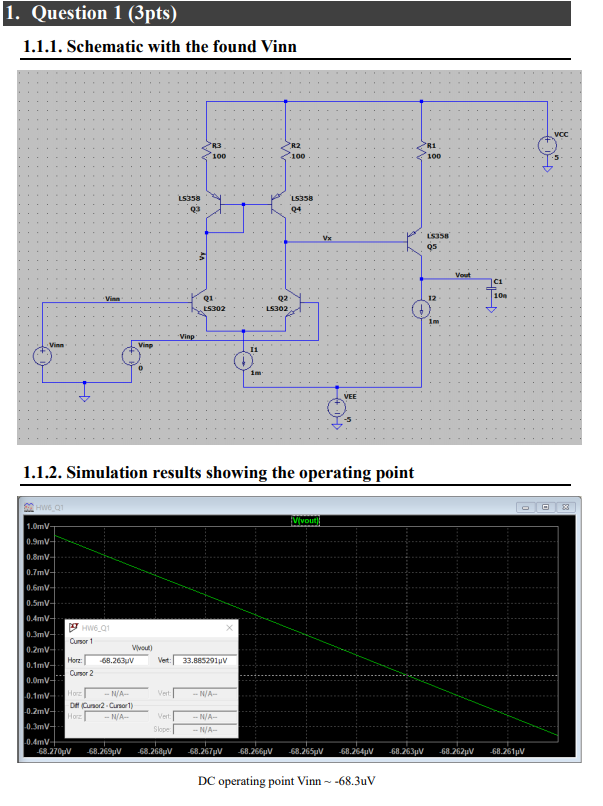 1. Question 1 (3pts)
1.1.1. Schematic with the found Vinn
R3
100
R2
100
R1
100
VCC
5
LS358
Q3
LS358
Q4
LS358
Q5
Vx
Vy
Vout
C1
10n
Vinn
Q1
LS302
Q2
LS302
I2
1m
Vinp
Vinn
Vinp
0
I1
1m
VEE
-5
1.1.2. Simulation results showing the operating point
HW6_Q1
V(vout)
1.0mV
0.9mV
0.8mV
0.7mV
0.6mV
0.5mV
0.4mV
0.3mV
0.2mV
0.1mV
0.0mV
-0.1mV
-0.2mV
-0.3mV
-0.4mV
HW6_Q1
Cursor 1
V(vout)
Horz: -68.263µV Vert: 33.885291µV
Cursor 2
Horz: -- N/A-- Vert: -- N/A--
Diff (Cursor2 - Cursor1)
Horz: -- N/A-- Vert: -- N/A--
Slope: -- N/A--
-68.270µV -68.269µV -68.268µV -68.267µV -68.266µV -68.265µV -68.264µV -68.263µV -68.262µV -68.261µV
DC operating point Vinn ~ -68.3uV